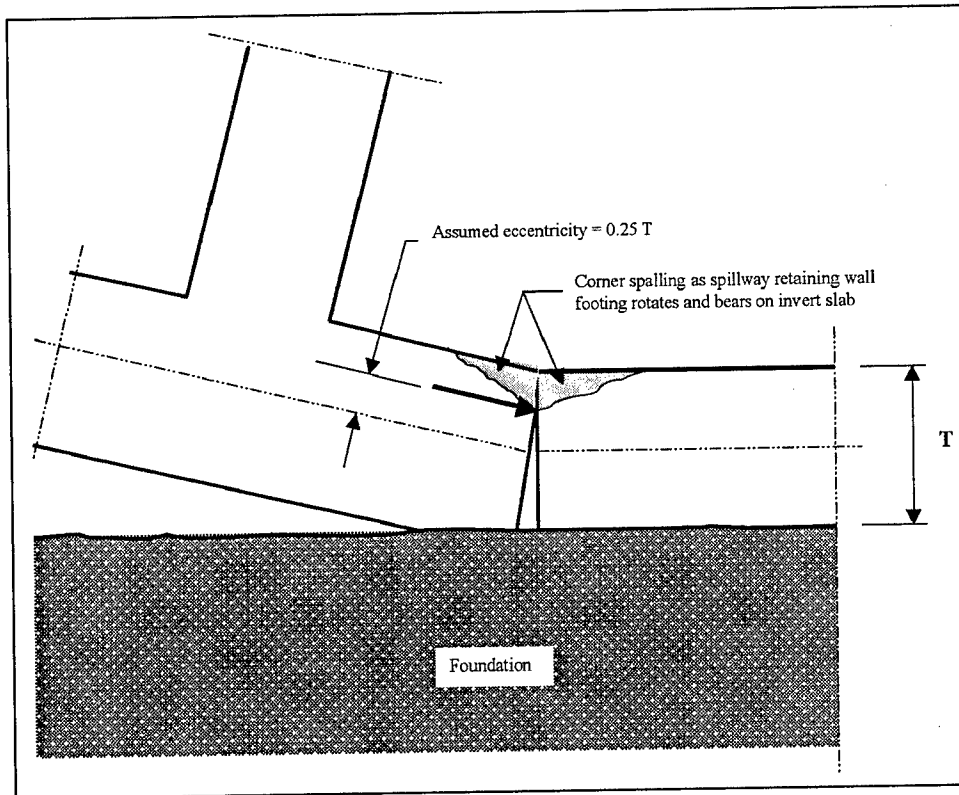 Assumed eccentricity = 0.25 T
Corner spalling as spillway retaining wall
footing rotates and bears on invert slab
T
Foundation